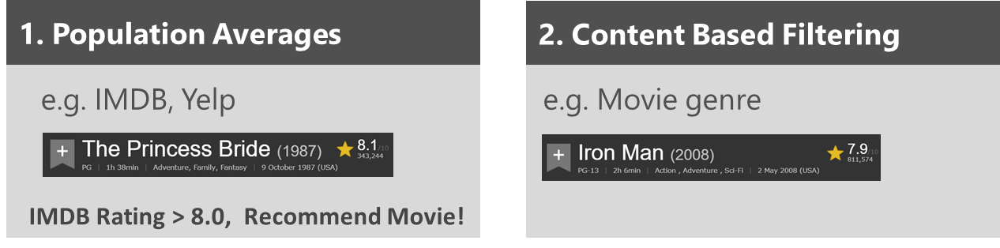 1. Population Averages
e.g. IMDB, Yelp
+ The Princess Bride (1987) 8.1/10
343,244
PG | 1h 38min | Adventure, Family, Fantasy | 9 October 1987 (USA)
IMDB Rating > 8.0, Recommend Movie!
2. Content Based Filtering
e.g. Movie genre
+ Iron Man (2008) 7.9/10
811,574
PG-13 | 2h 6min | Action , Adventure , Sci-Fi | 2 May 2008 (USA)